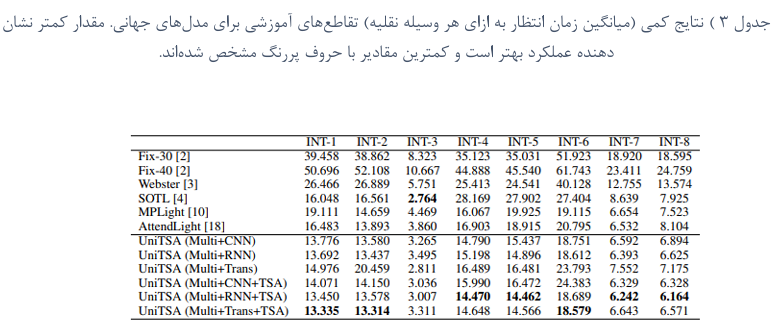 جدول ۳ ) نتایج کمی (میانگین زمان انتظار به ازای هر وسیله نقلیه) تقاطع‌های آموزشی برای مدل‌های جهانی. مقدار کمتر نشان
دهنده عملکرد بهتر است و کمترین مقادیر با حروف پررنگ مشخص شده‌اند.
INT-1 INT-2 INT-3 INT-4 INT-5 INT-6 INT-7 INT-8
Fix-30 [2] 39.458 38.862 8.323 35.123 35.031 51.923 18.920 18.595
Fix-40 [2] 50.696 52.108 10.667 44.888 45.540 61.743 23.411 24.759
Webster [3] 26.466 26.889 5.751 25.413 24.541 40.128 12.755 13.574
SOTL [4] 16.048 16.561 2.764 28.169 27.902 27.404 8.639 7.925
MPLight [10] 19.111 14.659 4.469 16.067 19.925 19.115 6.654 7.523
AttendLight [18] 16.483 13.893 3.860 16.903 18.915 20.795 6.532 8.104
UniTSA (Multi+CNN) 13.776 13.580 3.265 14.790 15.437 18.751 6.592 6.894
UniTSA (Multi+RNN) 13.692 13.437 3.495 15.198 14.896 18.612 6.393 6.625
UniTSA (Multi+Trans) 14.976 20.459 2.811 16.489 16.481 23.793 7.552 7.175
UniTSA (Multi+CNN+TSA) 14.071 14.150 3.036 15.990 16.472 24.383 6.329 6.328
UniTSA (Multi+RNN+TSA) 13.450 13.578 3.007 14.470 14.462 18.689 6.242 6.164
UniTSA (Multi+Trans+TSA) 13.335 13.314 3.311 14.648 14.566 18.579 6.643 6.571